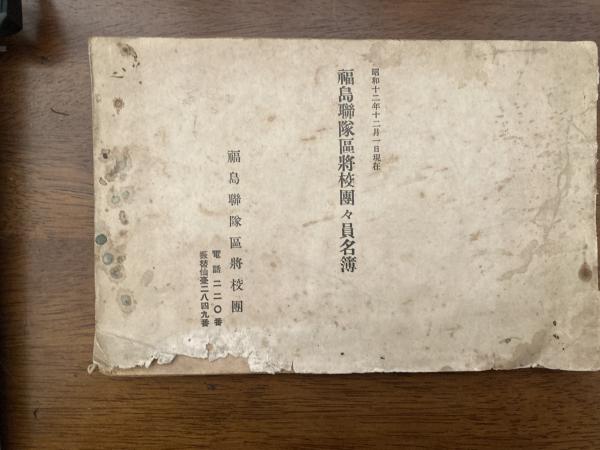 昭和十二年十二月一日現在
福島聯隊區將校團々員名簿
福島聯隊區將校團
電話二二〇番
振替仙臺二八四九番